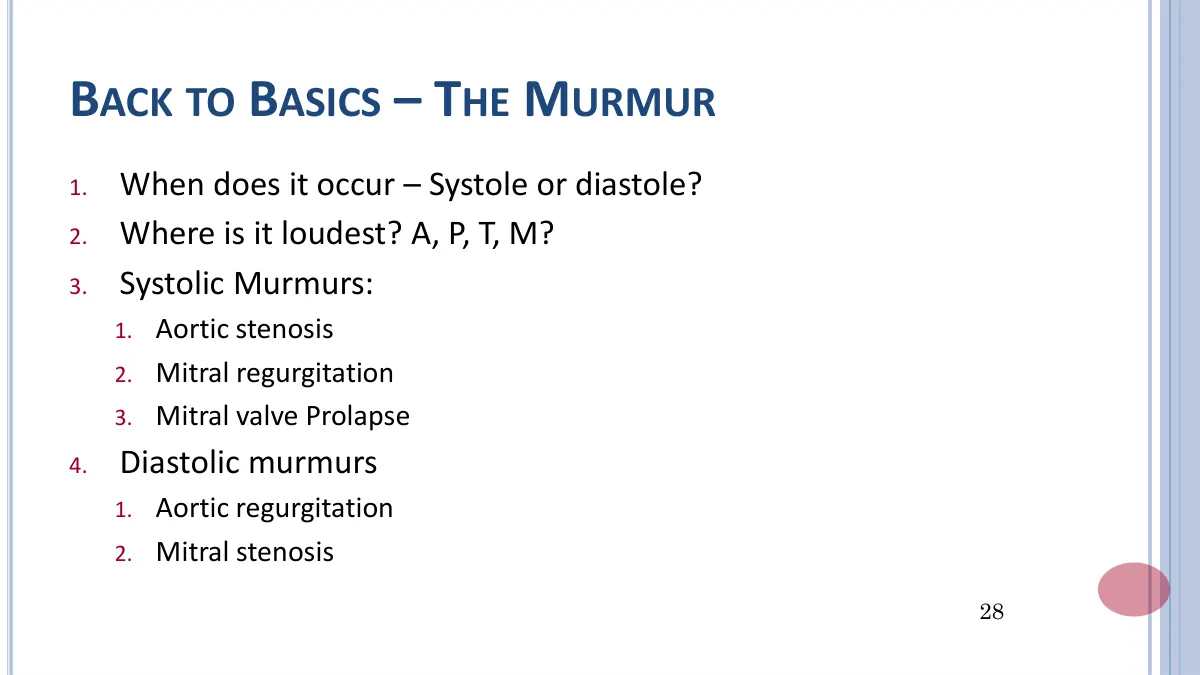 Back to Basics – The Murmur
1. When does it occur – Systole or diastole?
2. Where is it loudest? A, P, T, M?
3. Systolic Murmurs:
1. Aortic stenosis
2. Mitral regurgitation
3. Mitral valve Prolapse
4. Diastolic murmurs
1. Aortic regurgitation
2. Mitral stenosis
28